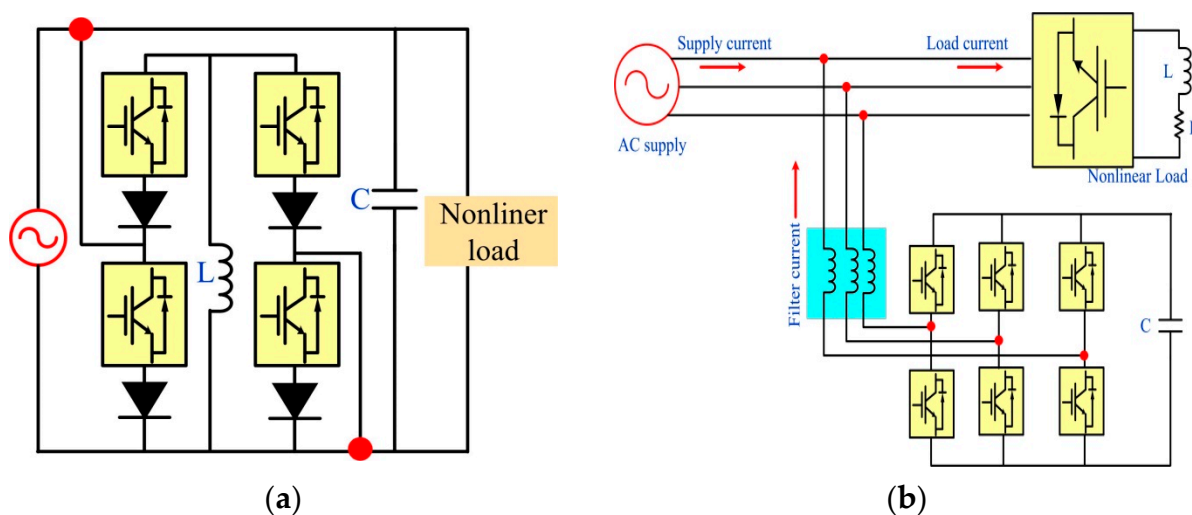 C
L
Nonliner
load
(a)
Supply current
Load current
AC supply
L
Nonlinear Load
Filter current
C
(b)